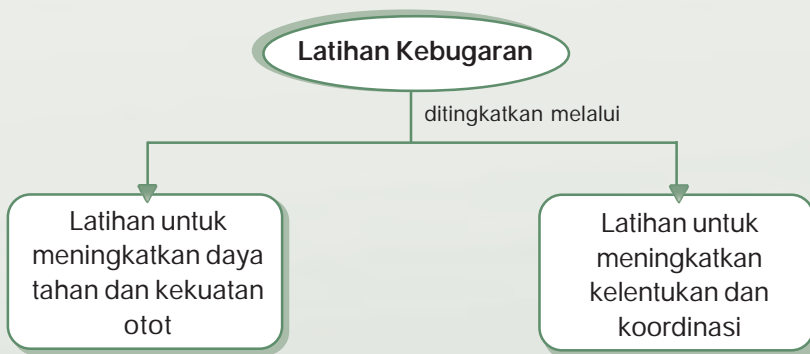 Latihan Kebugaran
ditingkatkan melalui
Latihan untuk
meningkatkan daya
tahan dan kekuatan
otot
Latihan untuk
meningkatkan
kelentukan dan
koordinasi